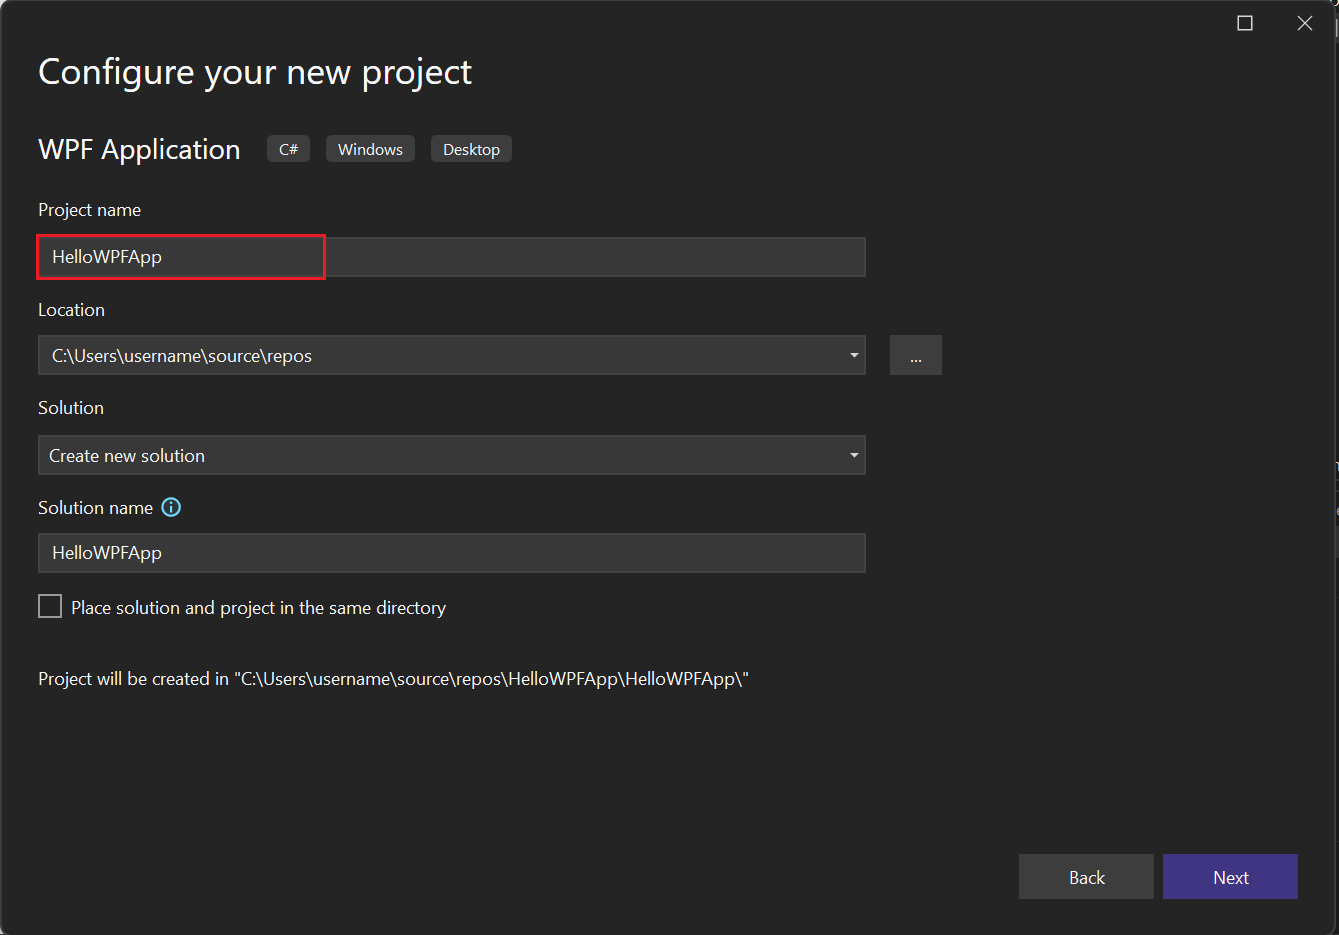 Configure your new project
WPF Application C# Windows Desktop
Project name
HelloWPFApp
Location
C:\Users\username\source\repos ...
Solution
Create new solution
Solution name
HelloWPFApp
Place solution and project in the same directory
Project will be created in "C:\Users\username\source\repos\HelloWPFApp\HelloWPFApp\"
Back Next